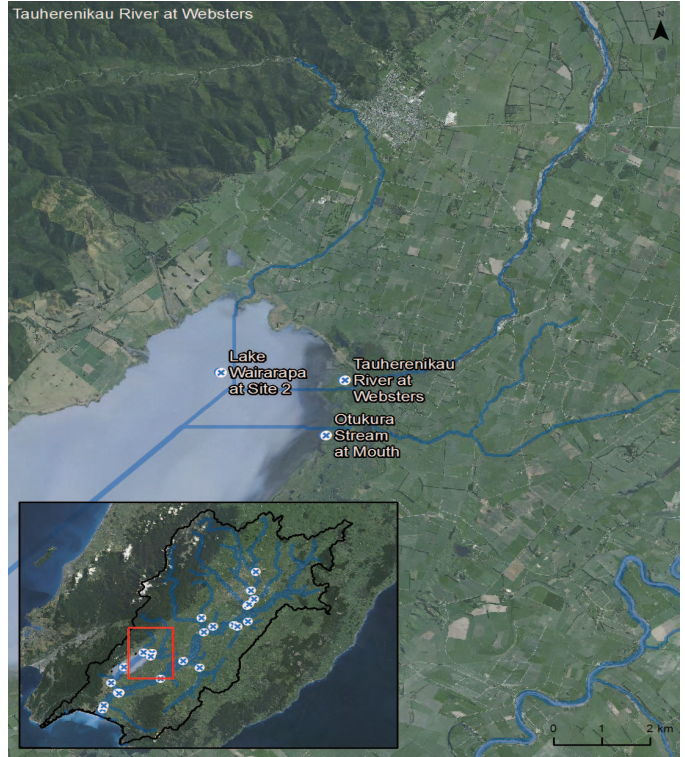 Tauherenikau River at Websters
N
Lake
Wairarapa
at Site 2
Tauherenikau
River at
Websters
Otukura
Stream
at Mouth
0 1 2 km